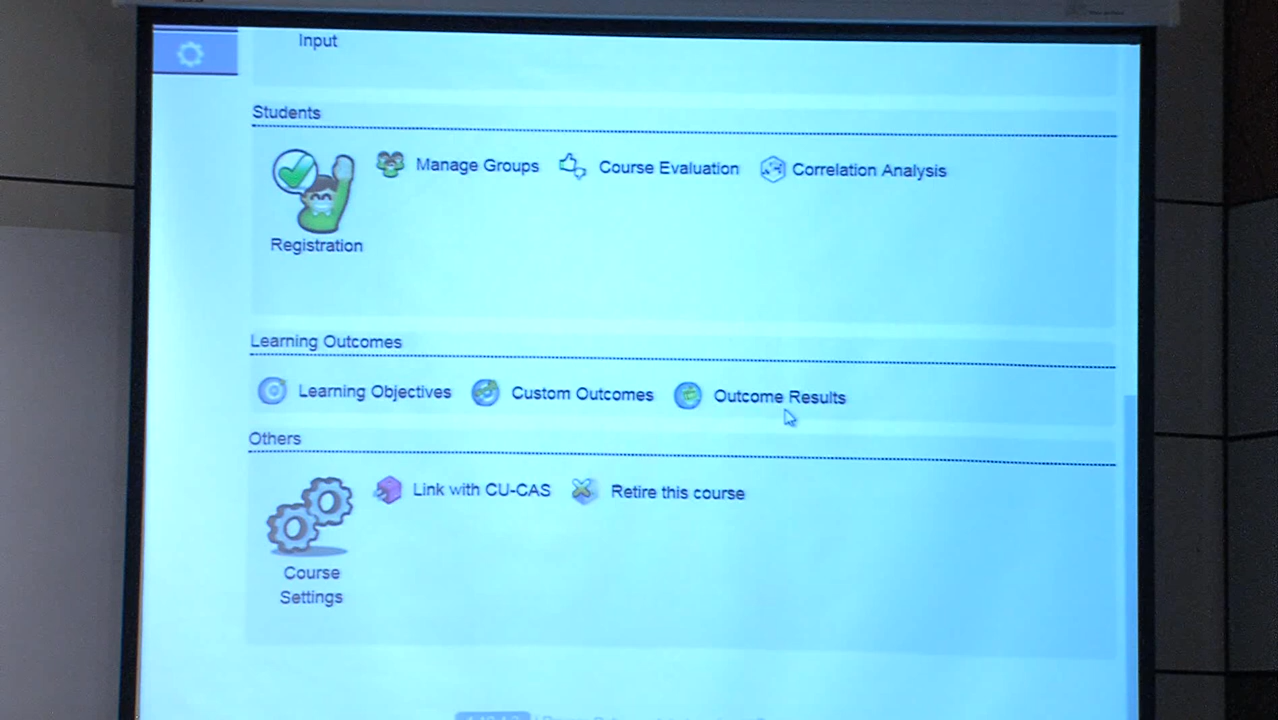 Input
Students
Manage Groups Course Evaluation Correlation Analysis
Registration
Learning Outcomes
Learning Objectives Custom Outcomes Outcome Results
Others
Link with CU-CAS Retire this course
Course
Settings